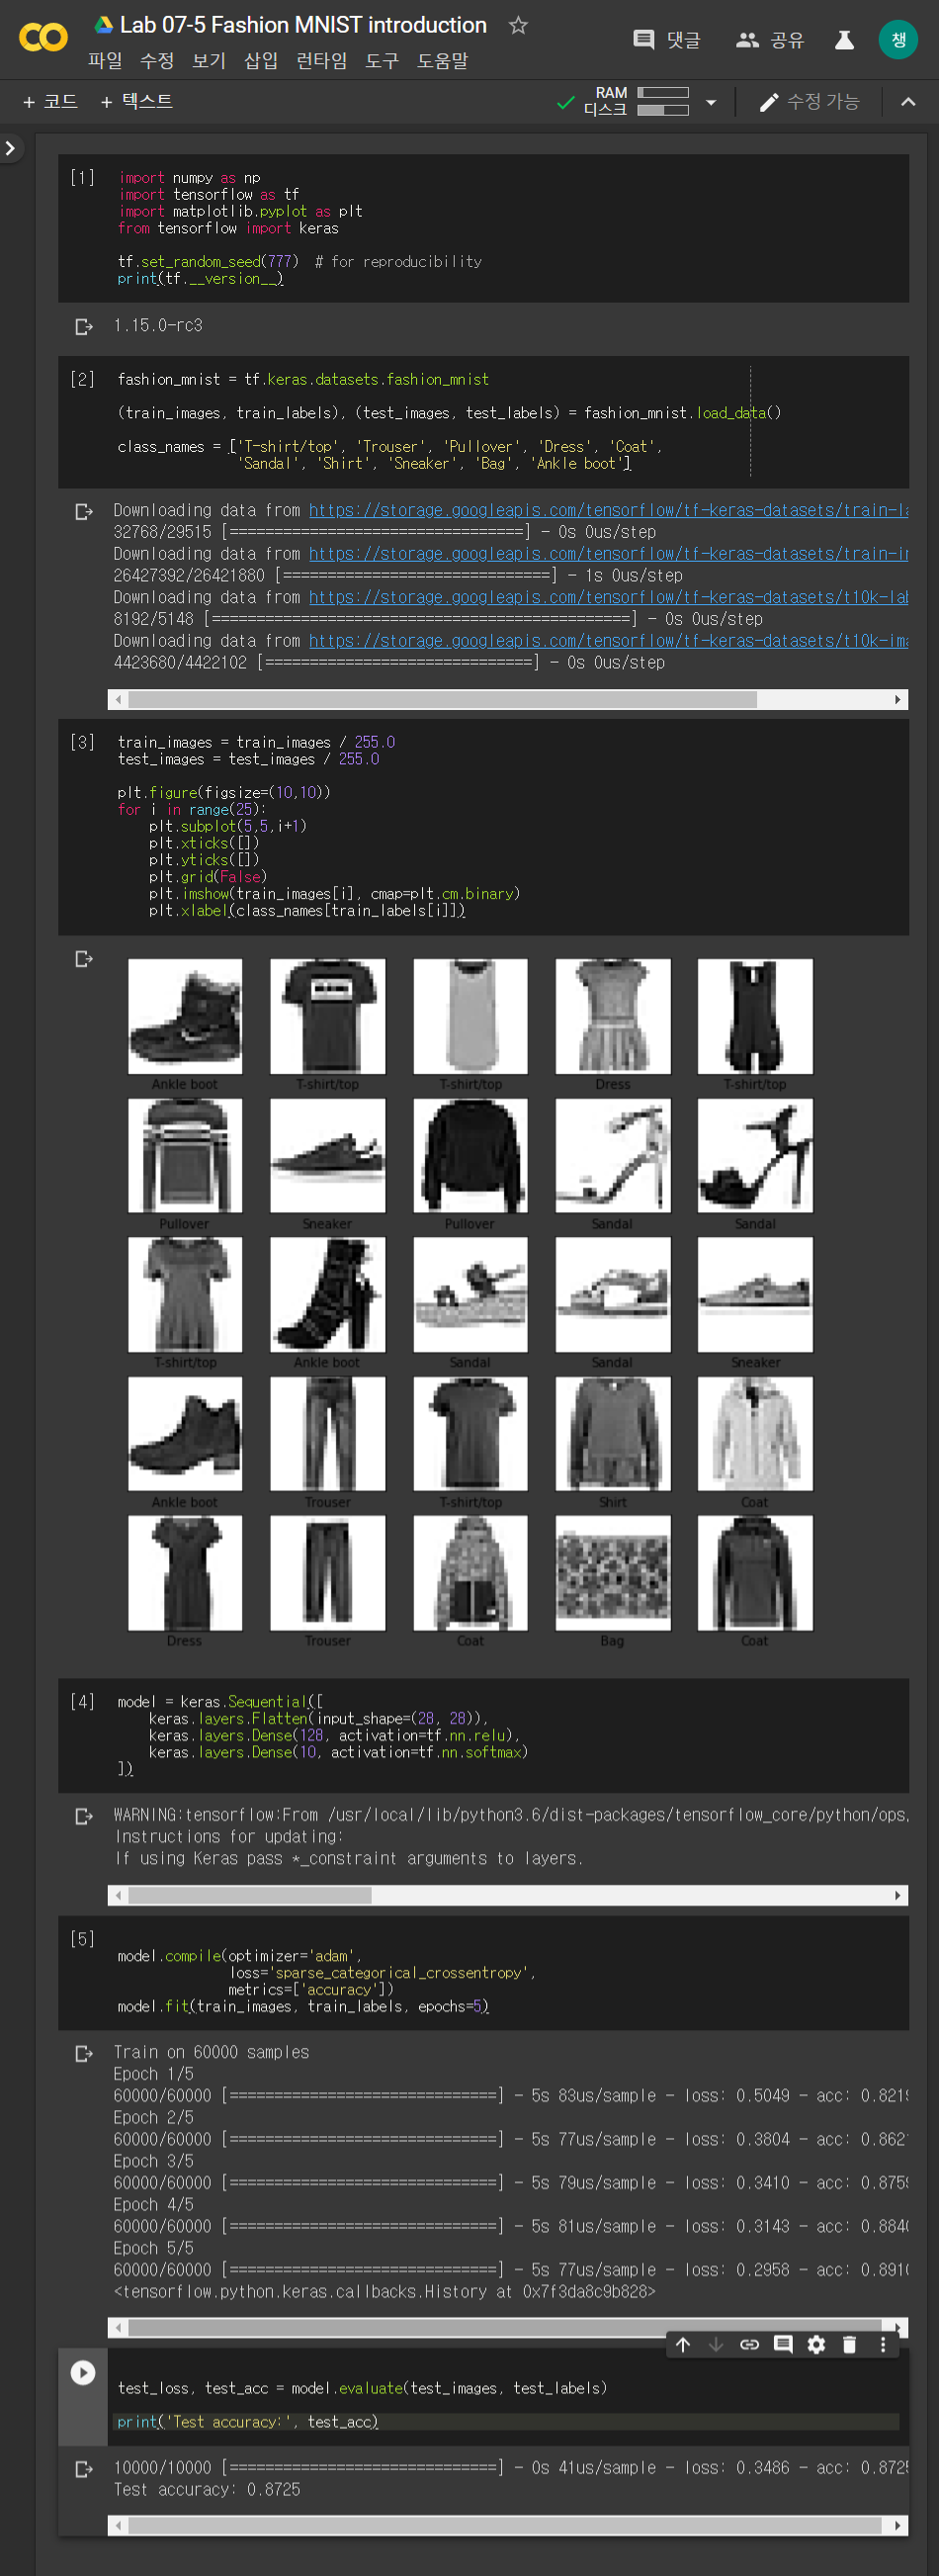 Lab 07-5 Fashion MNIST introduction
댓글
공유
챙
파일 수정 보기 삽입 런타임 도구 도움말
+ 코드 + 텍스트
RAM
디스크
수정 가능
[1]
import numpy as np
import tensorflow as tf
import matplotlib.pyplot as plt
from tensorflow import keras
tf.set_random_seed(777)  # for reproducibility
print(tf.__version__)
1.15.0-rc3
[2]
fashion_mnist = tf.keras.datasets.fashion_mnist
(train_images, train_labels), (test_images, test_labels) = fashion_mnist.load_data()
class_names = ['T-shirt/top', 'Trouser', 'Pullover', 'Dress', 'Coat',
'Sandal', 'Shirt', 'Sneaker', 'Bag', 'Ankle boot']
Downloading data from https://storage.googleapis.com/tensorflow/tf-keras-datasets/train-la
32768/29515 [==============================] - 0s 0us/step
Downloading data from https://storage.googleapis.com/tensorflow/tf-keras-datasets/train-im
26427392/26421880 [==============================] - 1s 0us/step
Downloading data from https://storage.googleapis.com/tensorflow/tf-keras-datasets/t10k-lab
8192/5148 [===============================================] - 0s 0us/step
Downloading data from https://storage.googleapis.com/tensorflow/tf-keras-datasets/t10k-ima
4423680/4422102 [==============================] - 0s 0us/step
[3]
train_images = train_images / 255.0
test_images = test_images / 255.0
plt.figure(figsize=(10,10))
for i in range(25):
plt.subplot(5,5,i+1)
plt.xticks([])
plt.yticks([])
plt.grid(False)
plt.imshow(train_images[i], cmap=plt.cm.binary)
plt.xlabel(class_names[train_labels[i]])
Ankle boot T-shirt/top T-shirt/top Dress T-shirt/top
Pullover Sneaker Pullover Sandal Sandal
T-shirt/top Ankle boot Sandal Sandal Sneaker
Ankle boot Trouser T-shirt/top Shirt Coat
Dress Trouser Coat Bag Coat
[4]
model = keras.Sequential([
keras.layers.Flatten(input_shape=(28, 28)),
keras.layers.Dense(128, activation=tf.nn.relu),
keras.layers.Dense(10, activation=tf.nn.softmax)
])
WARNING:tensorflow:From /usr/local/lib/python3.6/dist-packages/tensorflow_core/python/ops,
Instructions for updating:
If using Keras pass *_constraint arguments to layers.
[5]
model.compile(optimizer='adam',
loss='sparse_categorical_crossentropy',
metrics=['accuracy'])
model.fit(train_images, train_labels, epochs=5)
Train on 60000 samples
Epoch 1/5
60000/60000 [==============================] - 5s 83us/sample - loss: 0.5049 - acc: 0.8219
Epoch 2/5
60000/60000 [==============================] - 5s 77us/sample - loss: 0.3804 - acc: 0.8621
Epoch 3/5
60000/60000 [==============================] - 5s 79us/sample - loss: 0.3410 - acc: 0.8759
Epoch 4/5
60000/60000 [==============================] - 5s 81us/sample - loss: 0.3143 - acc: 0.8840
Epoch 5/5
60000/60000 [==============================] - 5s 77us/sample - loss: 0.2958 - acc: 0.8910
<tensorflow.python.keras.callbacks.History at 0x7f3da8c9b828>
test_loss, test_acc = model.evaluate(test_images, test_labels)
print('Test accuracy:', test_acc)
10000/10000 [==============================] - 0s 41us/sample - loss: 0.3486 - acc: 0.8725
Test accuracy: 0.8725